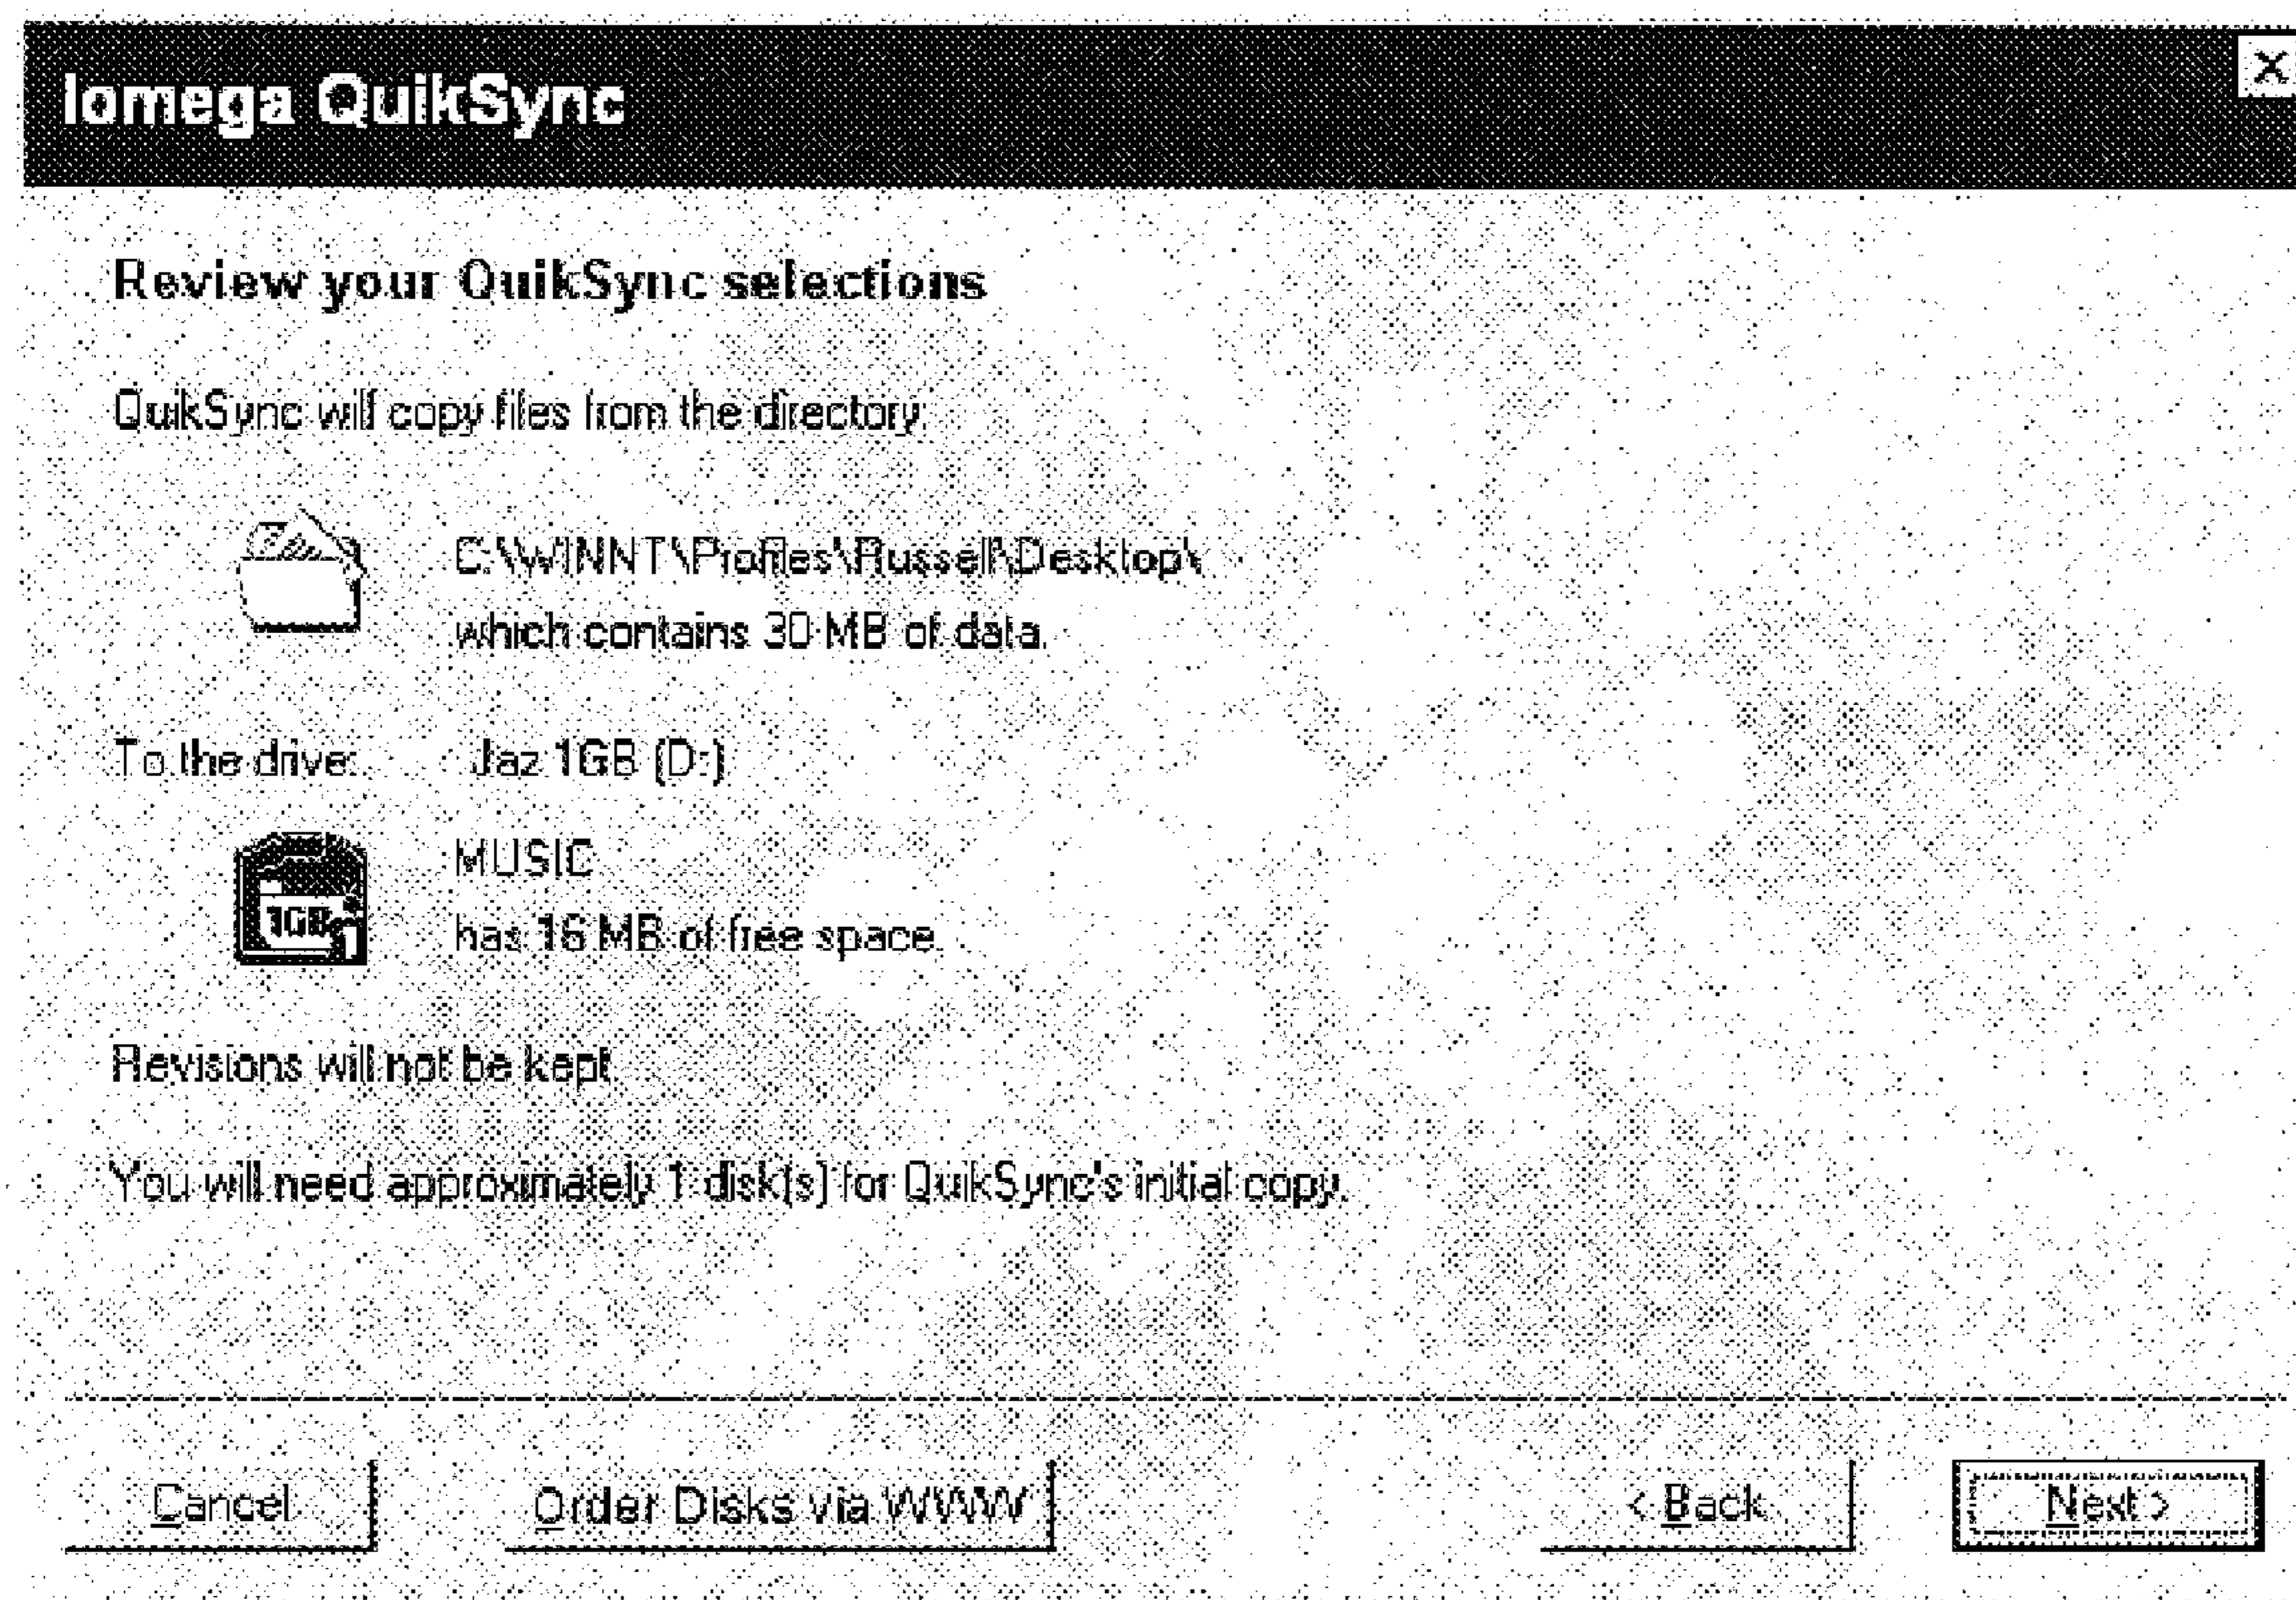 Iomega QuikSync
Review your QuikSync selections
QuikSync will copy files from the directory:
C:\WINNT\Profiles\Russell\Desktop\
which contains 30 MB of data.
To the drive: Jaz 1GB (D:)
MUSIC
1GB
has 16 MB of free space.
Revisions will not be kept.
You will need approximately 1 disk(s) for QuikSync's initial copy.
Cancel Order Disks via WWW < Back Next >